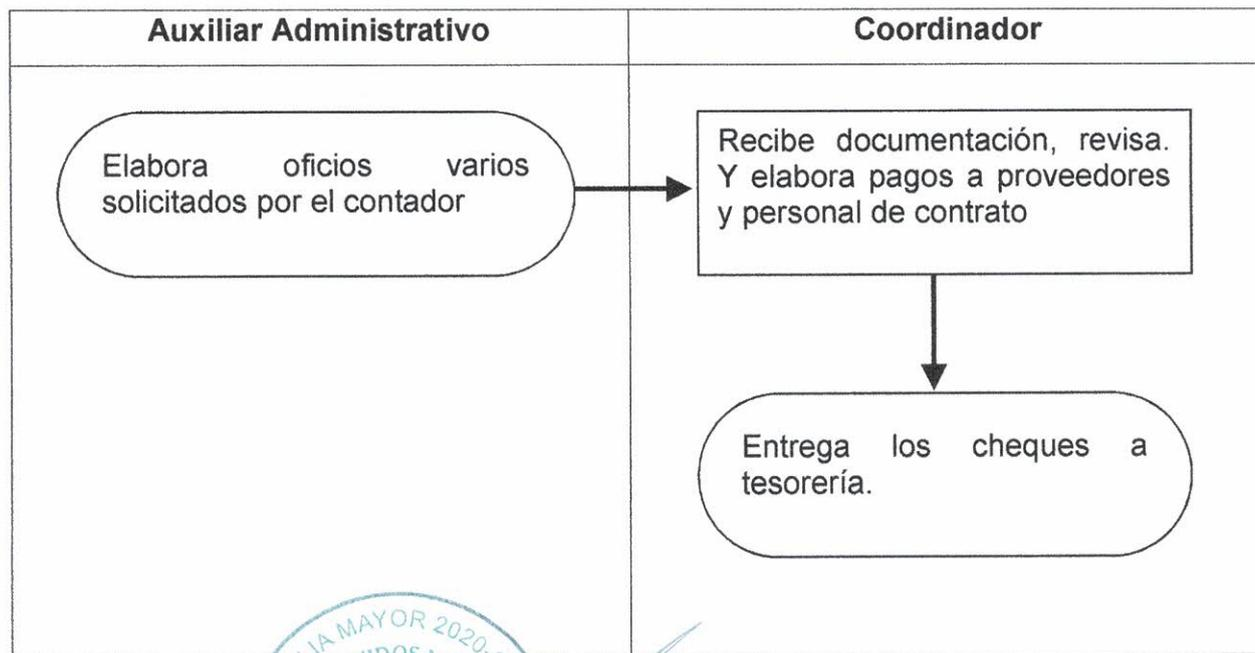 Auxiliar Administrativo
Coordinador
Elabora oficios varios
solicitados por el contador
Recibe documentación, revisa.
Y elabora pagos a proveedores
y personal de contrato
Entrega los cheques a
tesorería.
MAYOR 2020-